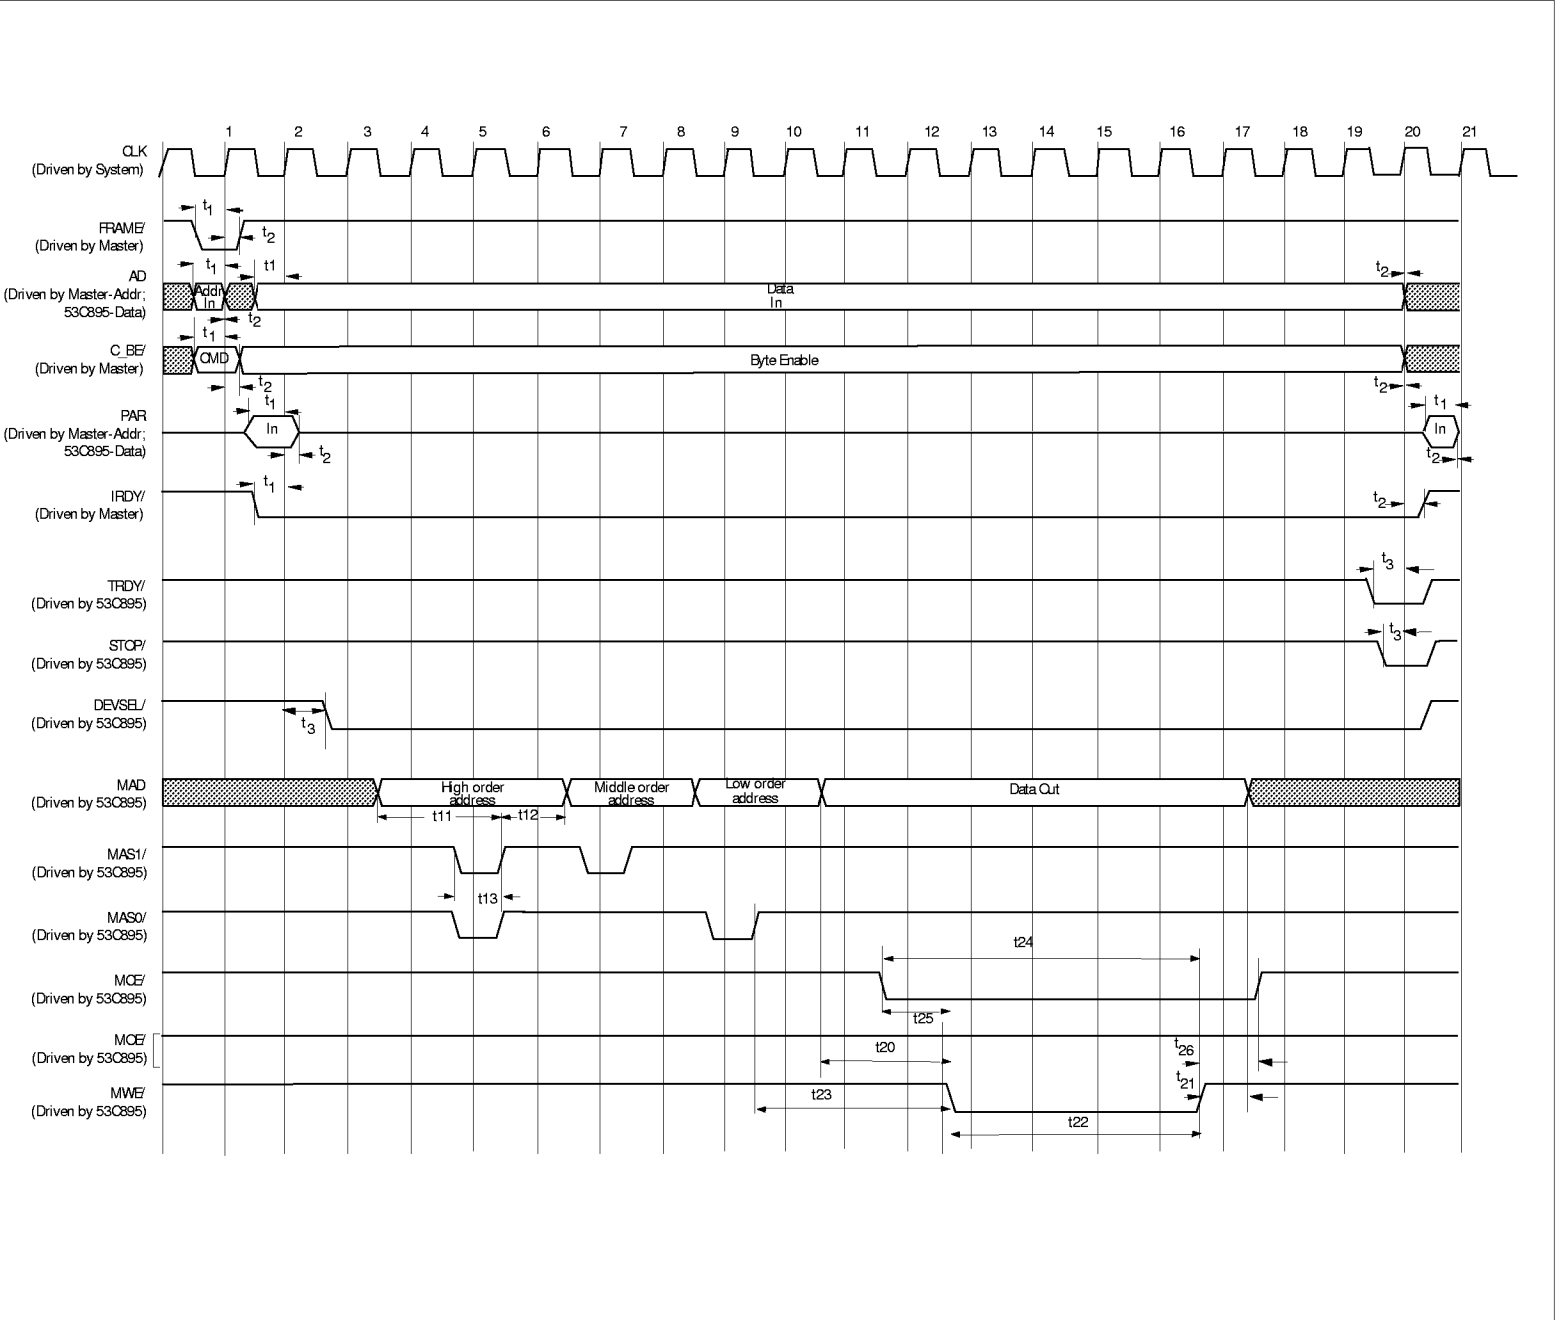 1 2 3 4 5 6 7 8 9 10 11 12 13 14 15 16 17 18 19 20 21
CLK
(Driven by System)
t1
FRAME/
(Driven by Master)
t2
t1 t1 t2
AD
(Driven by Master-Addr;
53C895-Data)
Addr
In
Data
In
t2
t1
C_BE/
(Driven by Master)
CMD
Byte Enable
t2 t2
t1 t1
PAR
(Driven by Master-Addr;
53C895-Data)
In In
t2 t2
t1
IRDY/
(Driven by Master)
t2
t3
TRDY/
(Driven by 53C895)
t3
STOP/
(Driven by 53C895)
DEVSEL/
(Driven by 53C895)
t3
MAD
(Driven by 53C895)
High order
address
Middle order
address
Low order
address
Data Out
t11 t12
MAS1/
(Driven by 53C895)
t13
MAS0/
(Driven by 53C895)
t24
MCE/
(Driven by 53C895)
t25
MOE/
(Driven by 53C895)
t20
t26
t21
MWE/
(Driven by 53C895)
t23
t22